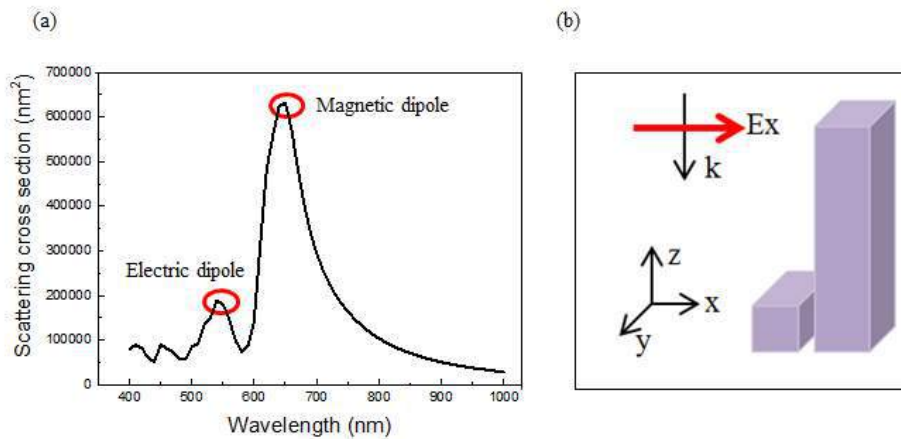 (a)
(b)
700000
600000
500000
400000
300000
200000
100000
0
Scattering cross section (nm²)
Magnetic dipole
Electric dipole
400 500 600 700 800 900 1000
Wavelength (nm)
Ex
k
z
x
y